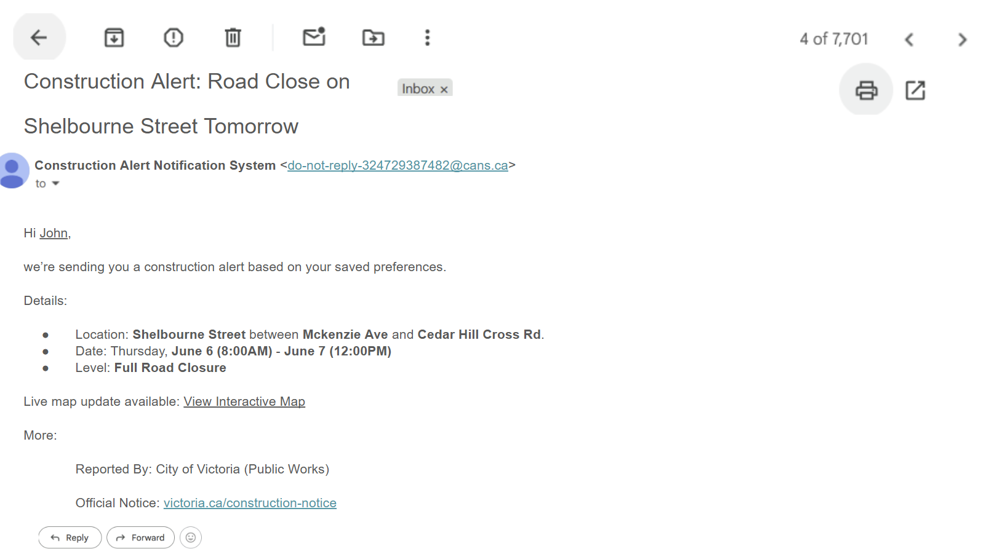 4 of 7,701
Construction Alert: Road Close on
Inbox ×
Shelbourne Street Tomorrow
Construction Alert Notification System <do-not-reply-324729387482@cans.ca>
to
Hi John,
we’re sending you a construction alert based on your saved preferences.
Details:
● Location: Shelbourne Street between Mckenzie Ave and Cedar Hill Cross Rd.
● Date: Thursday, June 6 (8:00AM) - June 7 (12:00PM)
● Level: Full Road Closure
Live map update available: View Interactive Map
More:
Reported By: City of Victoria (Public Works)
Official Notice: victoria.ca/construction-notice
Reply Forward